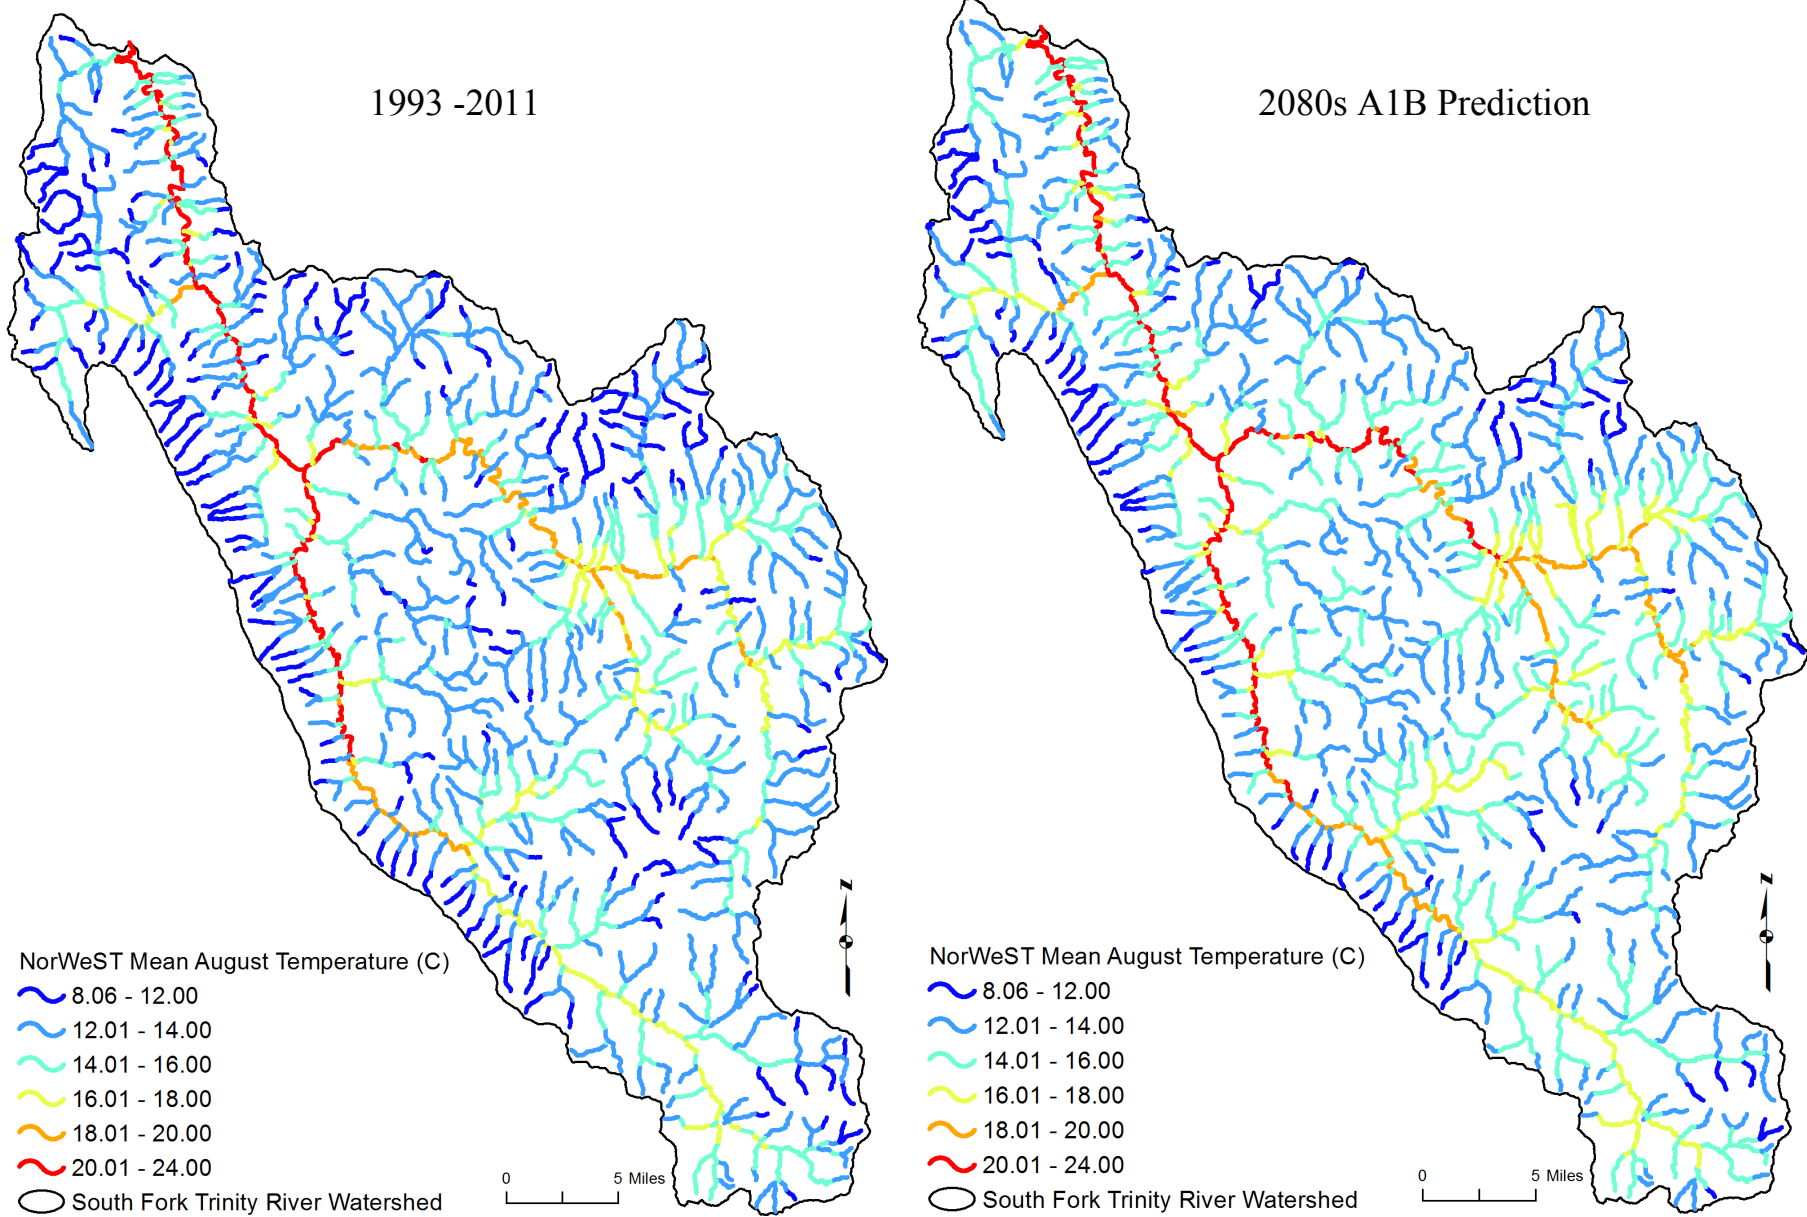 1993 -2011
NorWeST Mean August Temperature (C)
8.06 - 12.00
12.01 - 14.00
14.01 - 16.00
16.01 - 18.00
18.01 - 20.00
20.01 - 24.00
South Fork Trinity River Watershed
0 5 Miles
N
2080s A1B Prediction
NorWeST Mean August Temperature (C)
8.06 - 12.00
12.01 - 14.00
14.01 - 16.00
16.01 - 18.00
18.01 - 20.00
20.01 - 24.00
South Fork Trinity River Watershed
0 5 Miles
N